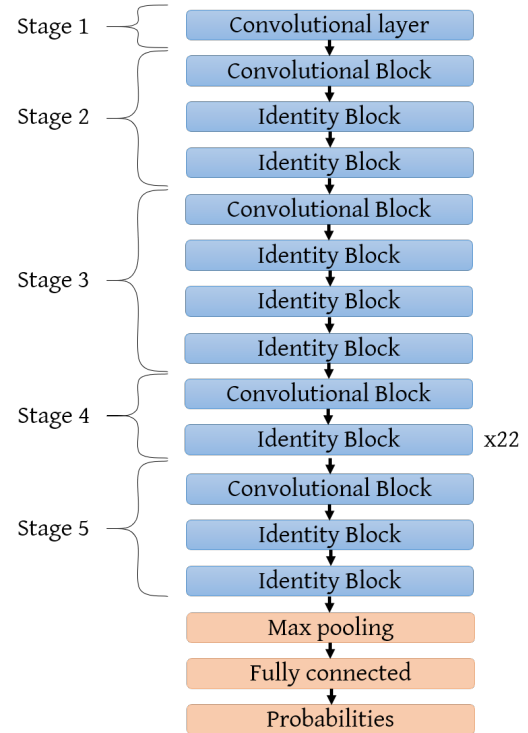 Stage 1
Convolutional layer
Stage 2
Convolutional Block
Identity Block
Identity Block
Stage 3
Convolutional Block
Identity Block
Identity Block
Identity Block
Stage 4
Convolutional Block
Identity Block x22
Stage 5
Convolutional Block
Identity Block
Identity Block
Max pooling
Fully connected
Probabilities